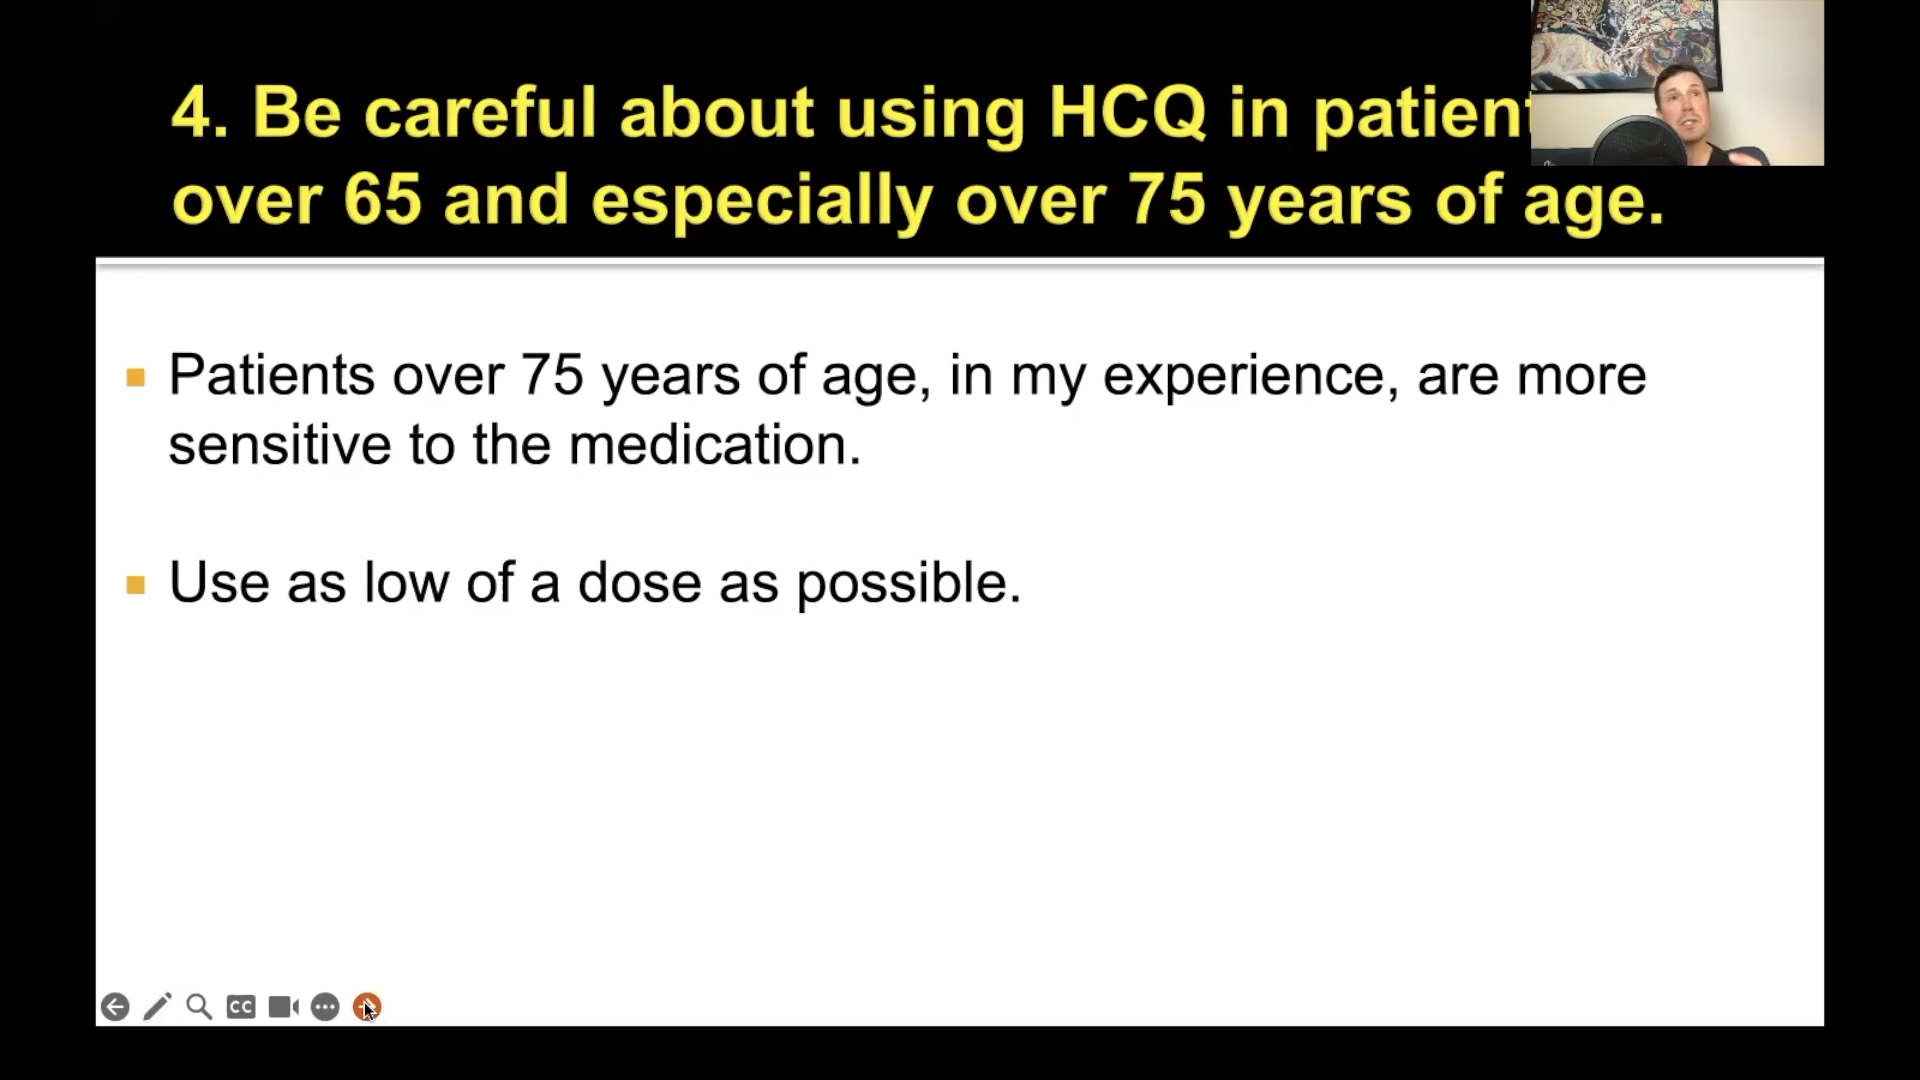 4. Be careful about using HCQ in patient
over 65 and especially over 75 years of age.
Patients over 75 years of age, in my experience, are more
sensitive to the medication.
Use as low of a dose as possible.
CC